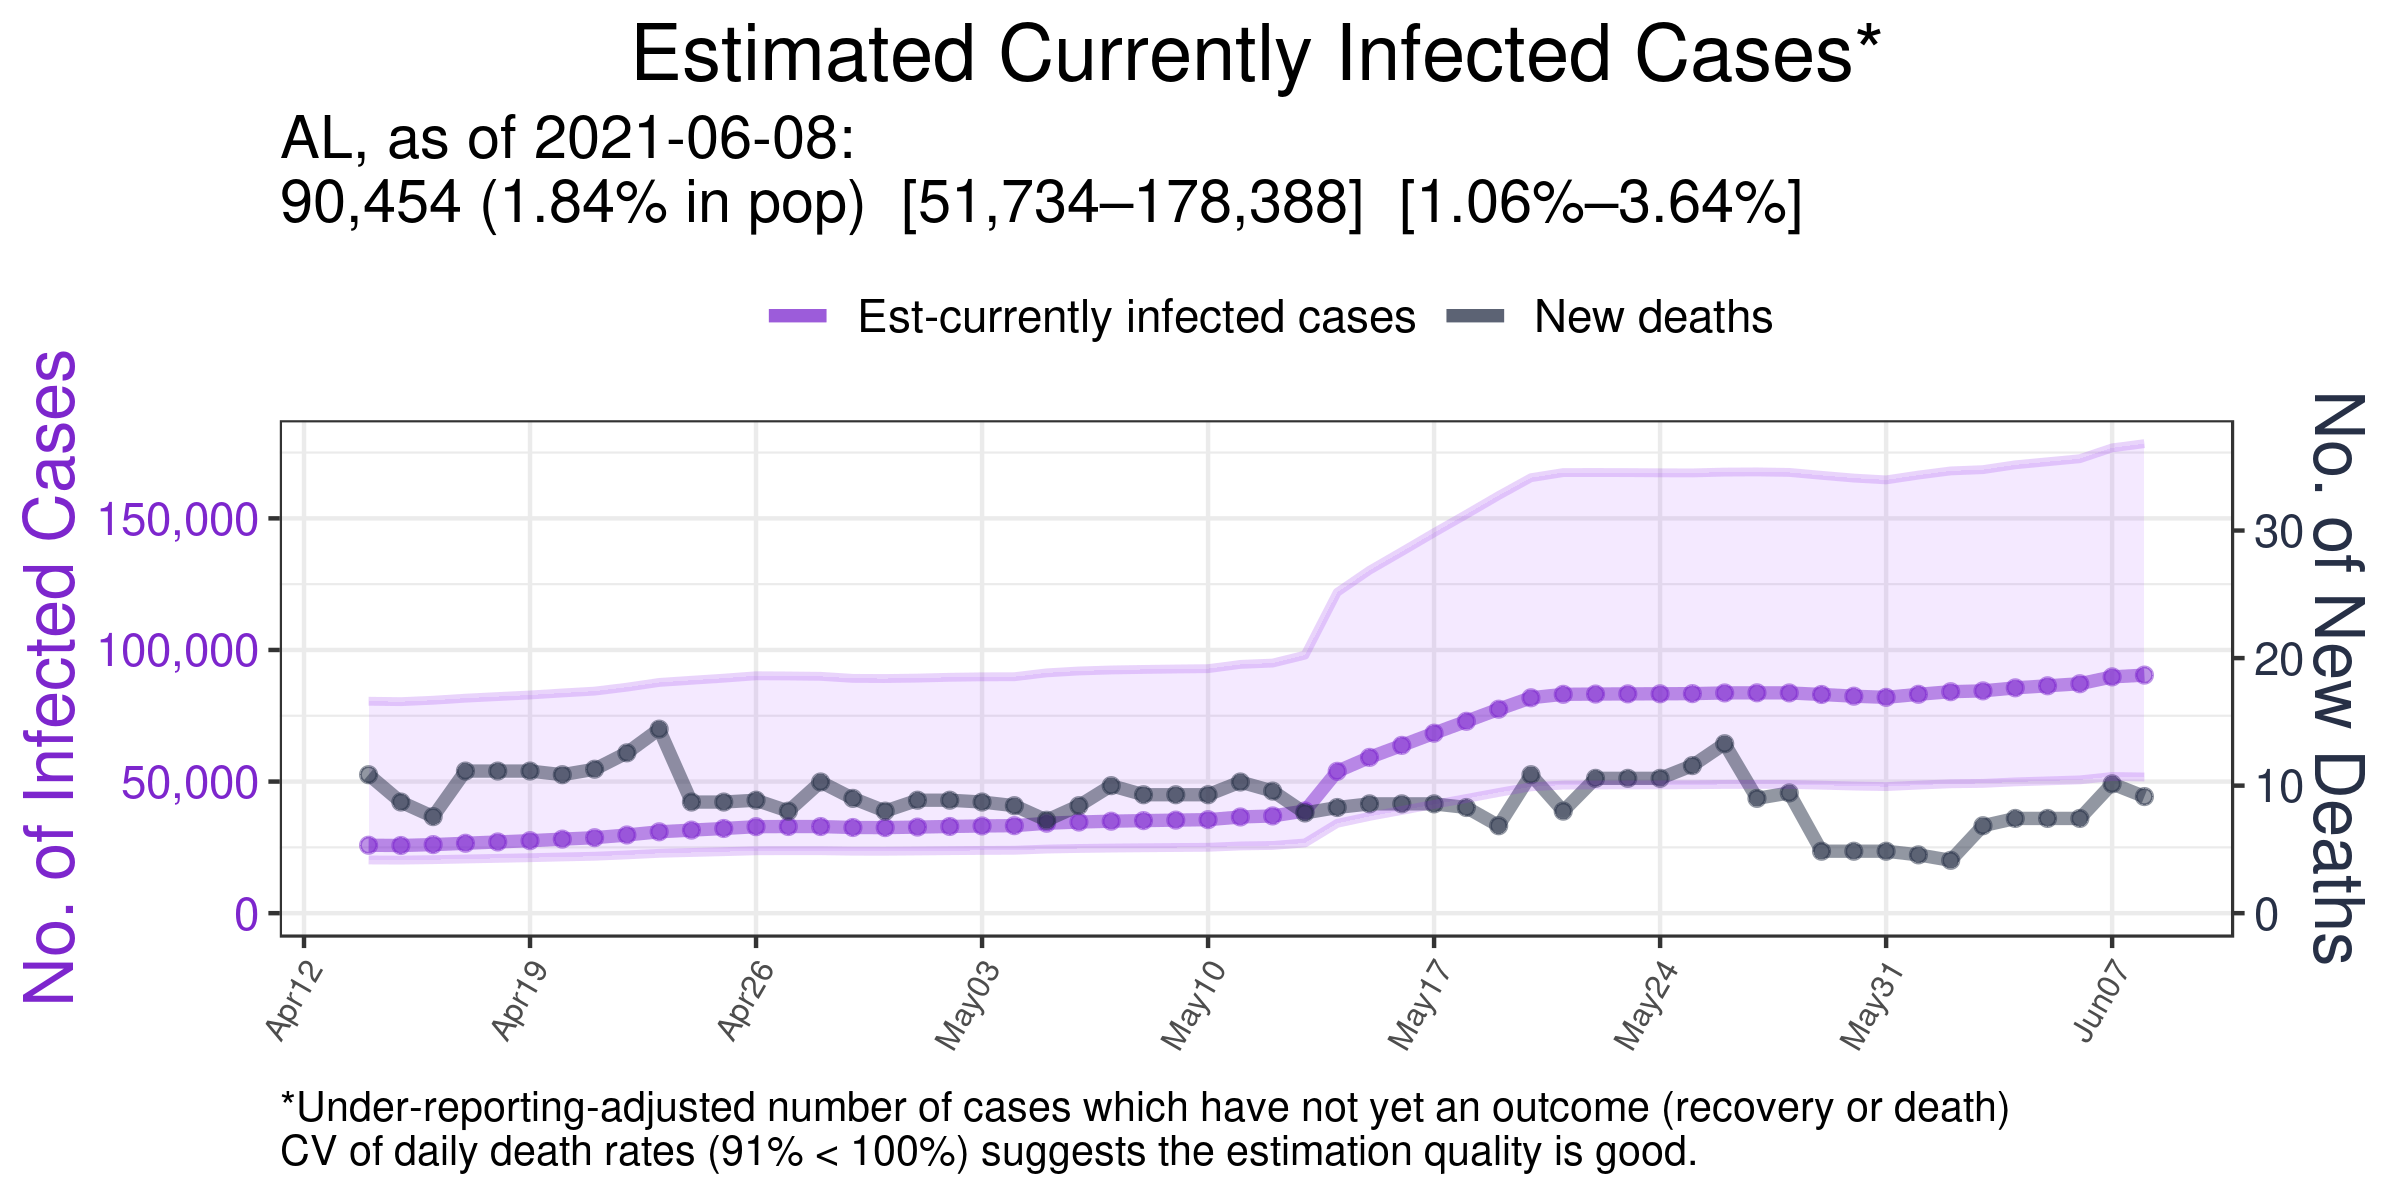 Estimated Currently Infected Cases*
AL, as of 2021-06-08:
90,454 (1.84% in pop)  [51,734–178,388]  [1.06%–3.64%]
Est-currently infected cases
New deaths
No. of Infected Cases
150,000
100,000
50,000
0
30
20
10
0
No. of New Deaths
Apr12
Apr19
Apr26
May03
May10
May17
May24
May31
Jun07
*Under-reporting-adjusted number of cases which have not yet an outcome (recovery or death)
CV of daily death rates (91% < 100%) suggests the estimation quality is good.